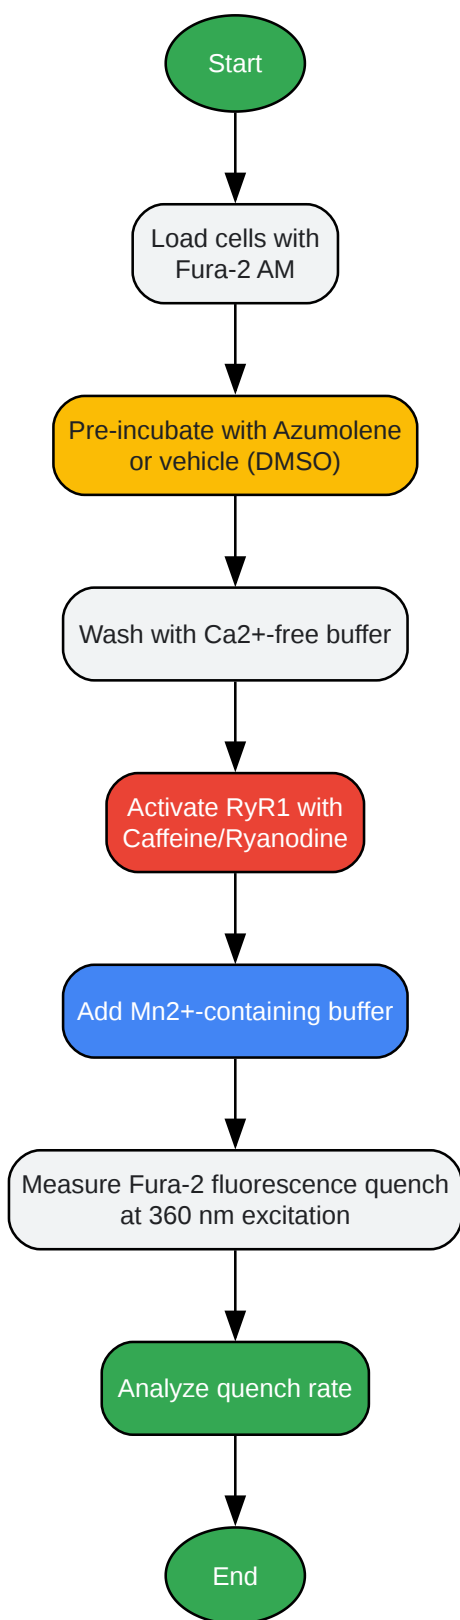 Start
Load cells with
Fura-2 AM
Pre-incubate with Azumolene
or vehicle (DMSO)
Wash with Ca2+-free buffer
Activate RyR1 with
Caffeine/Ryanodine
Add Mn2+-containing buffer
Measure Fura-2 fluorescence quench
at 360 nm excitation
Analyze quench rate
End